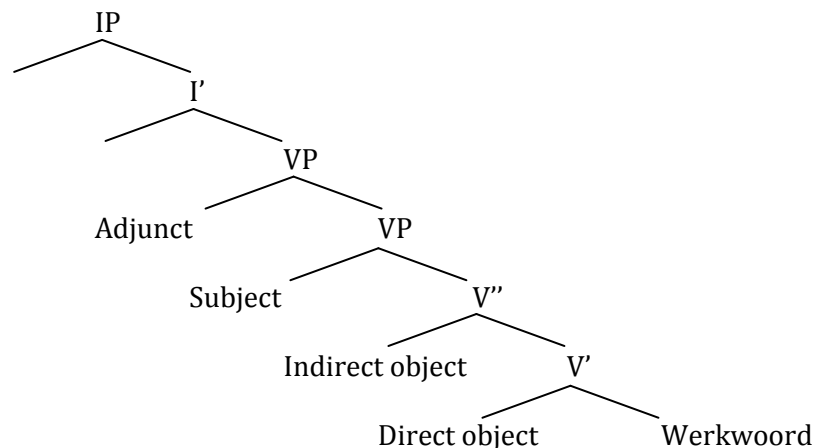 IP
I’
VP
Adjunct VP
Subject V’’
Indirect object V’
Direct object Werkwoord